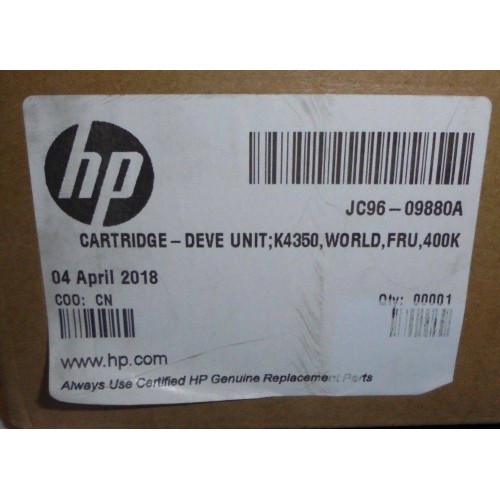 hp
JC96-09880A
CARTRIDGE-DEVE UNIT;K4350,WORLD,FRU,400K
04 April 2018
COO: CN
Qty: 00001
www.hp.com
Always Use Certified HP Genuine Replacement Parts